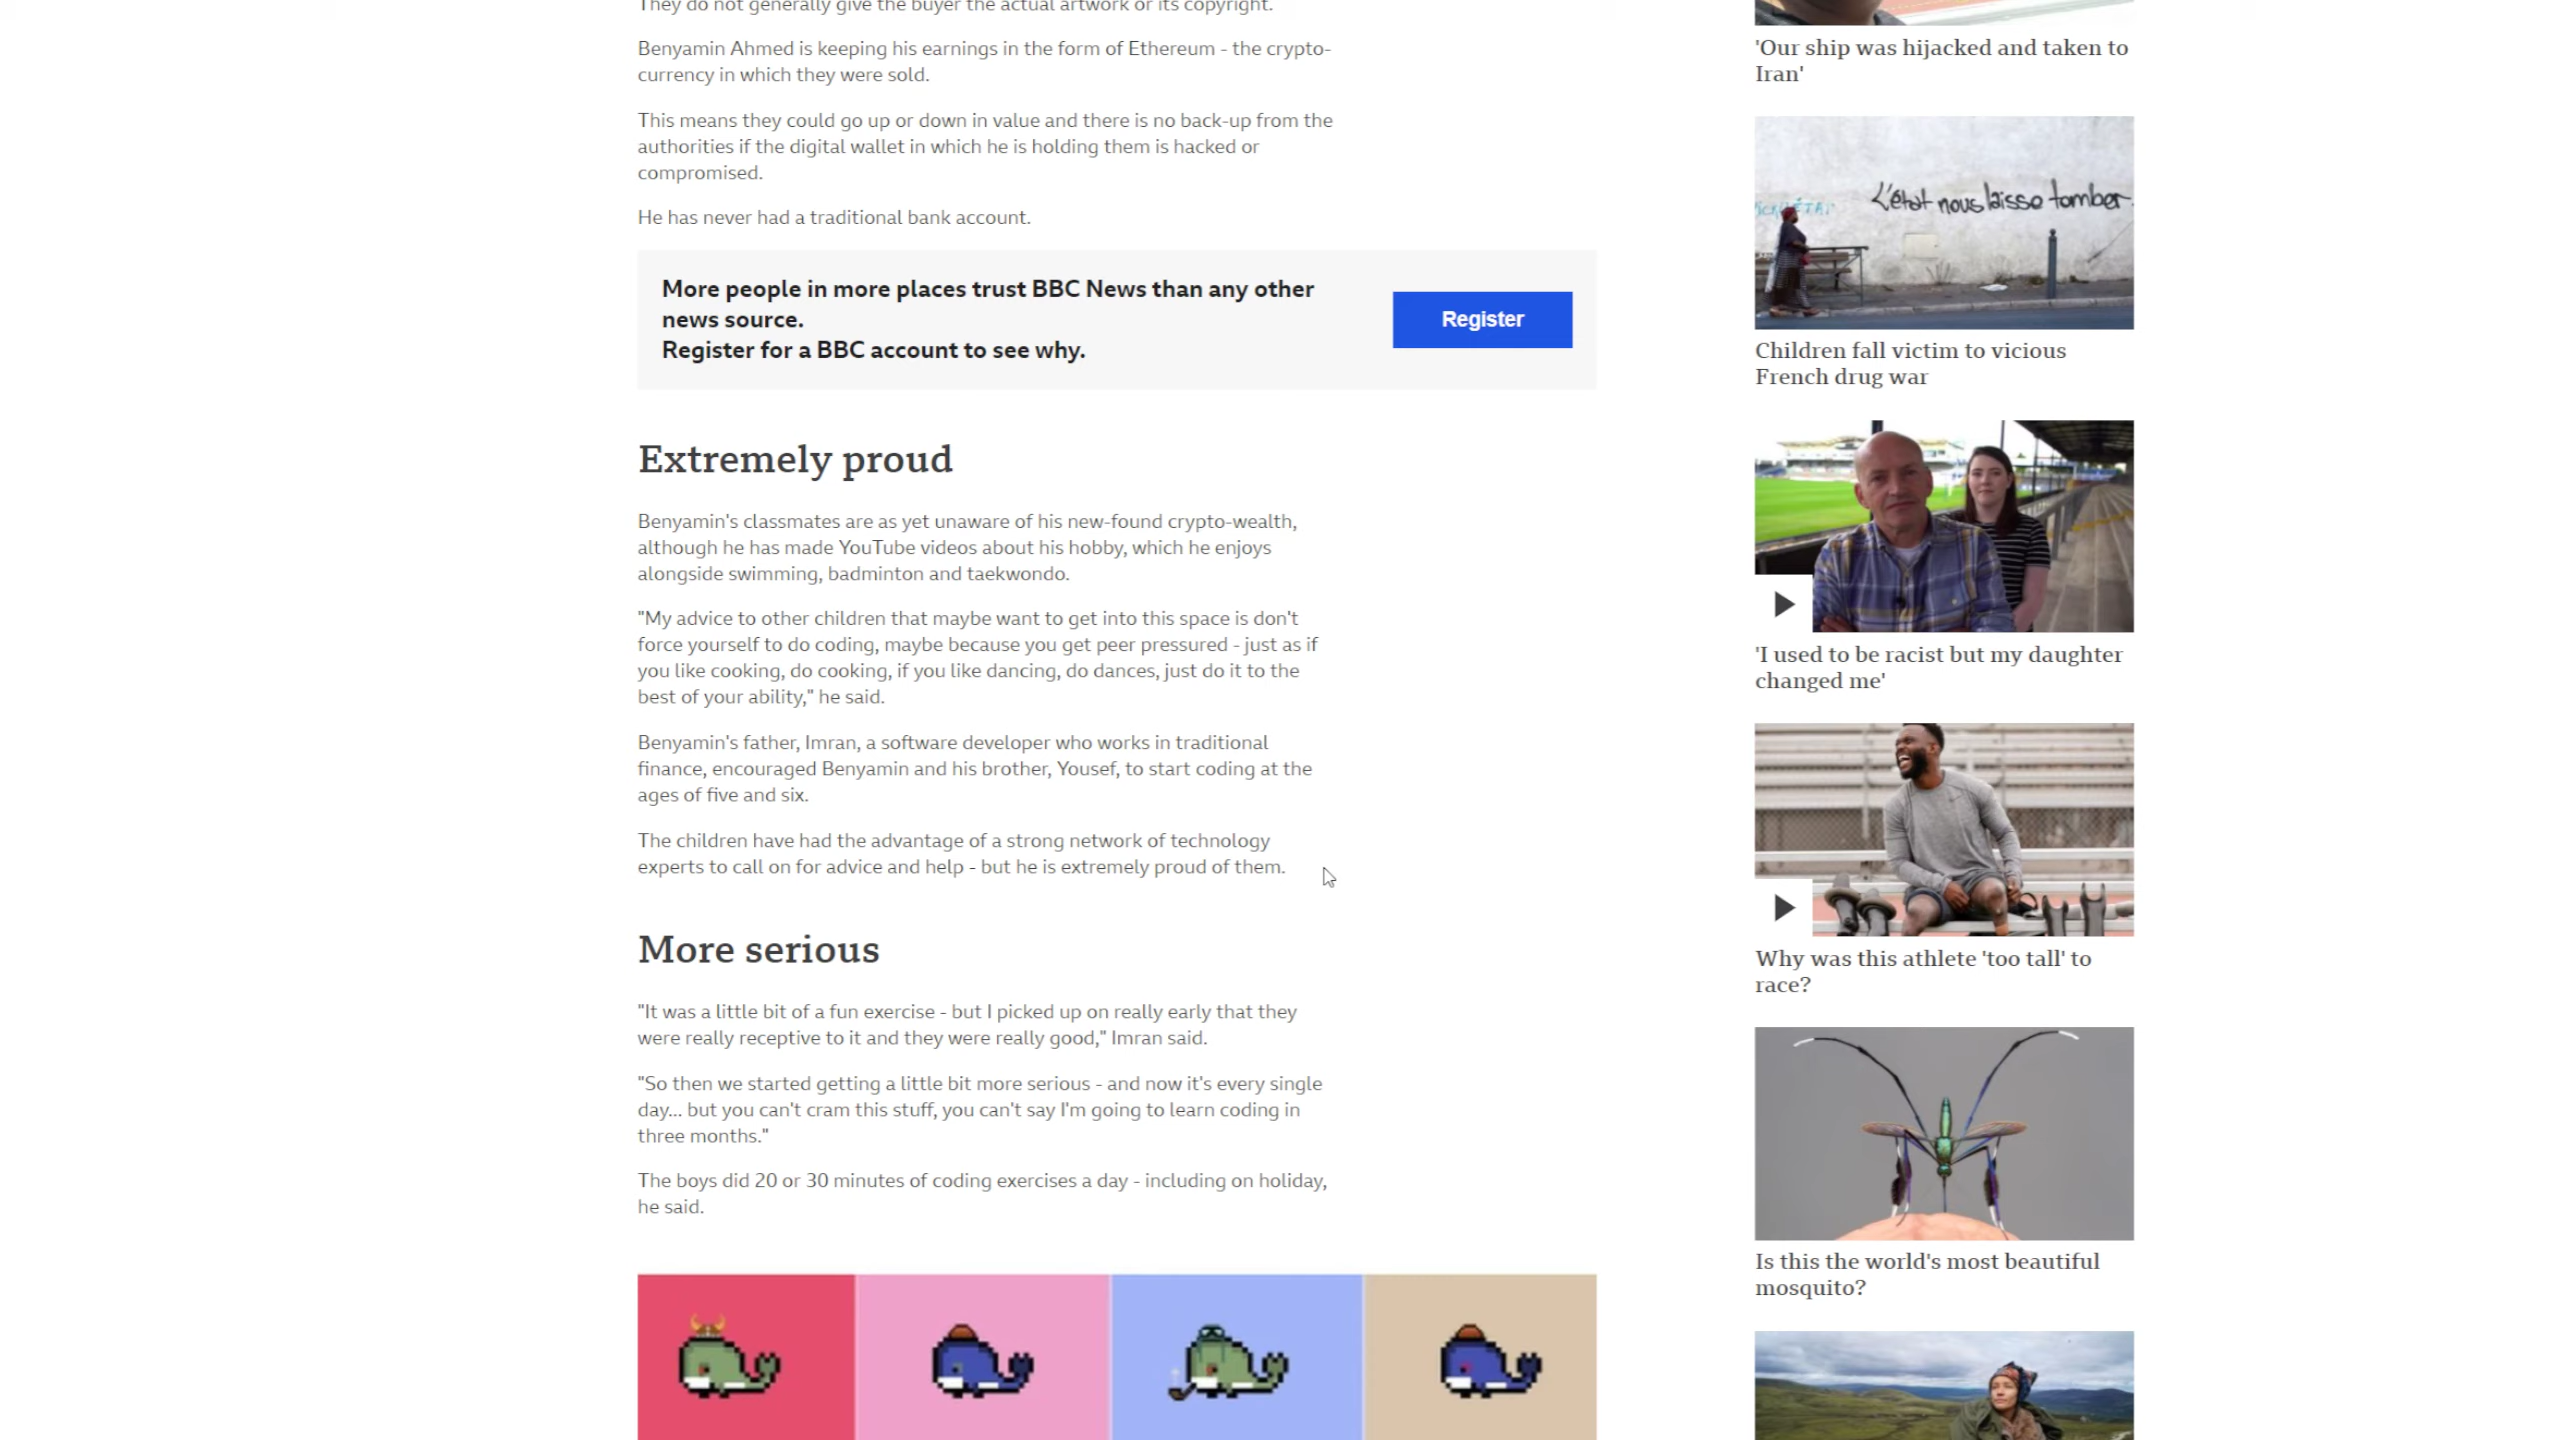 They do not generally give the buyer the actual artwork or its copyright.
Benyamin Ahmed is keeping his earnings in the form of Ethereum - the crypto-
currency in which they were sold.
This means they could go up or down in value and there is no back-up from the
authorities if the digital wallet in which he is holding them is hacked or
compromised.
He has never had a traditional bank account.
More people in more places trust BBC News than any other
news source.
Register for a BBC account to see why.
Register
Extremely proud
Benyamin's classmates are as yet unaware of his new-found crypto-wealth,
although he has made YouTube videos about his hobby, which he enjoys
alongside swimming, badminton and taekwondo.
"My advice to other children that maybe want to get into this space is don't
force yourself to do coding, maybe because you get peer pressured - just as if
you like cooking, do cooking, if you like dancing, do dances, just do it to the
best of your ability," he said.
Benyamin's father, Imran, a software developer who works in traditional
finance, encouraged Benyamin and his brother, Yousef, to start coding at the
ages of five and six.
The children have had the advantage of a strong network of technology
experts to call on for advice and help - but he is extremely proud of them.
More serious
"It was a little bit of a fun exercise - but I picked up on really early that they
were really receptive to it and they were really good," Imran said.
"So then we started getting a little bit more serious - and now it's every single
day... but you can't cram this stuff, you can't say I'm going to learn coding in
three months."
The boys did 20 or 30 minutes of coding exercises a day - including on holiday,
he said.
'Our ship was hijacked and taken to
Iran'
L'état nous laisse tomber
Children fall victim to vicious
French drug war
'I used to be racist but my daughter
changed me'
Why was this athlete 'too tall' to
race?
Is this the world's most beautiful
mosquito?